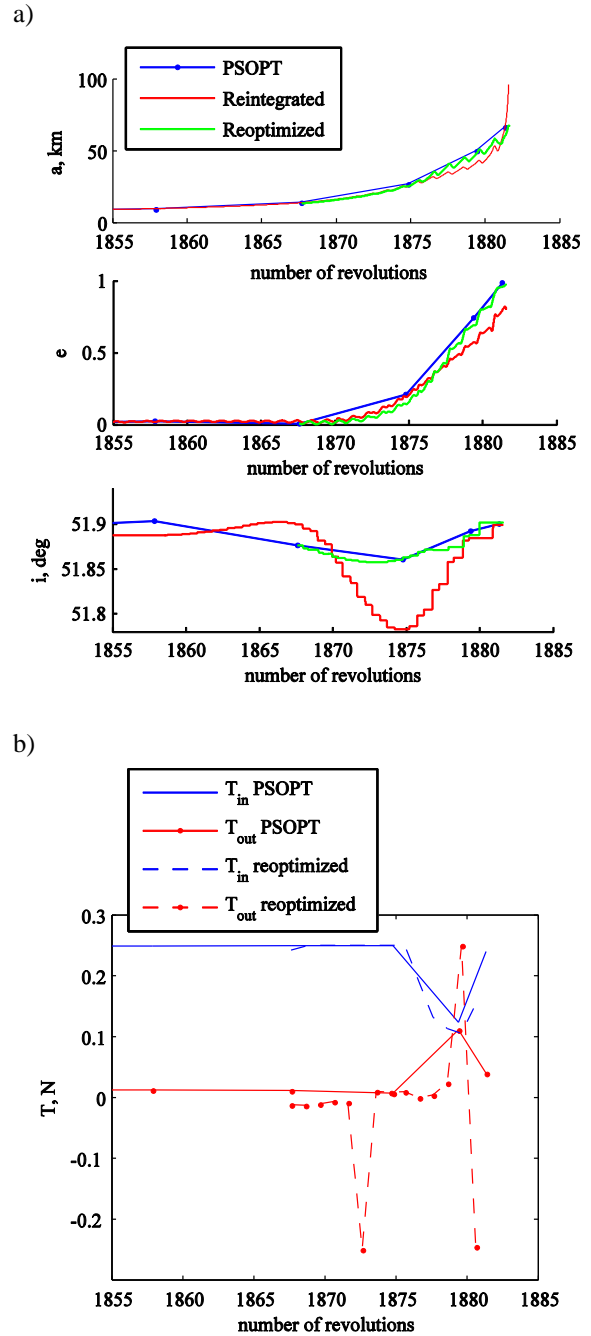 a)
PSOPT
Reintegrated
Reoptimized
100
50
0
a, km
1855 1860 1865 1870 1875 1880 1885
number of revolutions
1
0.5
0
e
1855 1860 1865 1870 1875 1880 1885
number of revolutions
51.9
51.85
51.8
i, deg
1855 1860 1865 1870 1875 1880 1885
number of revolutions
b)
T_in PSOPT
T_out PSOPT
T_in reoptimized
T_out reoptimized
0.3
0.2
0.1
0
-0.1
-0.2
T, N
1855 1860 1865 1870 1875 1880 1885
number of revolutions